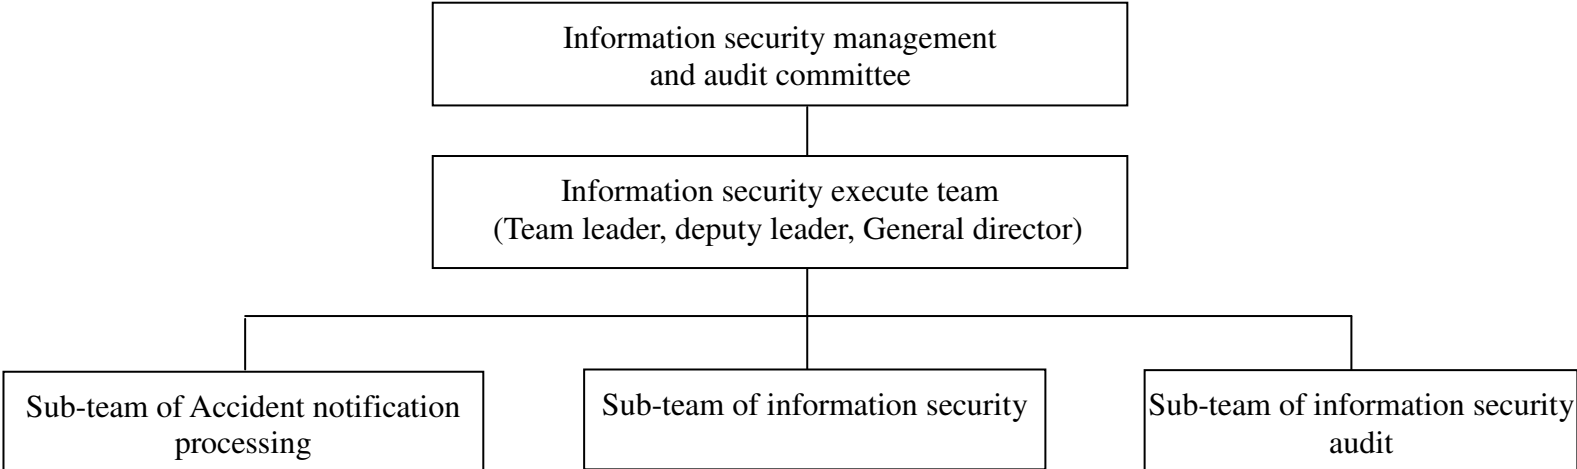 Information security management
and audit committee
Information security execute team
(Team leader, deputy leader, General director)
Sub-team of Accident notification
processing
Sub-team of information security
Sub-team of information security
audit